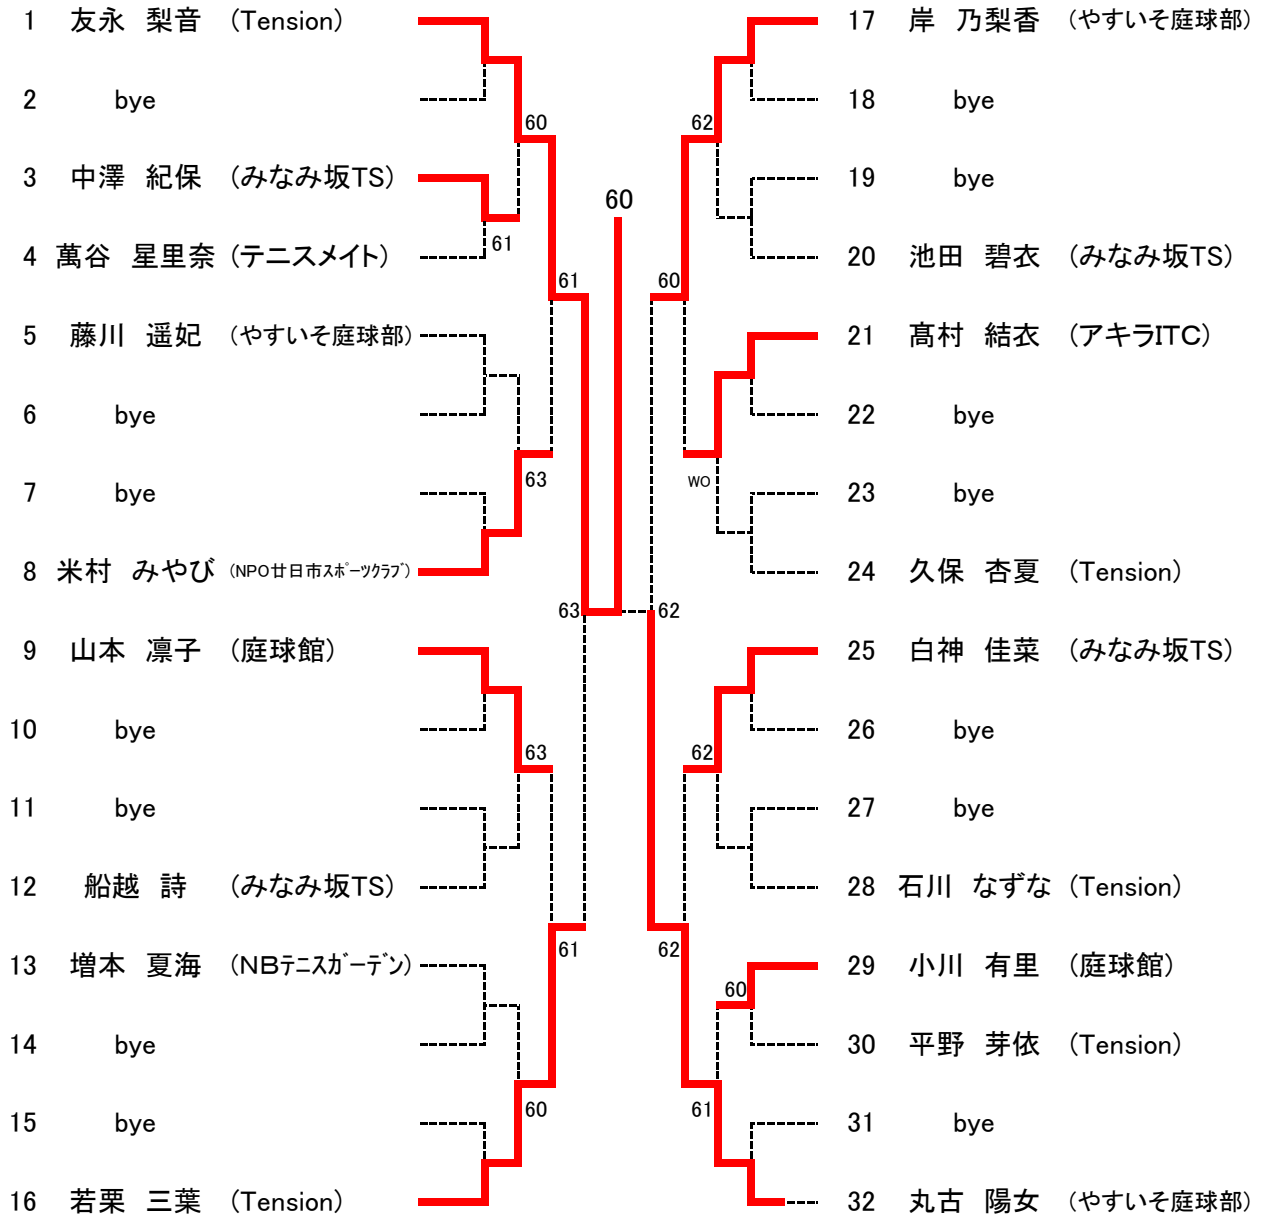 1 友永 梨音 (Tension)
2 bye
60
3 中澤 紀保 (みなみ坂TS)
61
4 萬谷 星里奈 (テニスメイト)
61
5 藤川 遥妃 (やすいそ庭球部)
6 bye
63
7 bye
8 米村 みやび (NPO廿日市ｽﾎﾟｰﾂｸﾗﾌﾞ)
63
9 山本 凛子 (庭球館)
10 bye
63
11 bye
12 船越 詩 (みなみ坂TS)
61
13 増本 夏海 (NBﾃﾆｽｶﾞｰﾃﾞﾝ)
14 bye
60
15 bye
16 若栗 三葉 (Tension)
60
17 岸 乃梨香 (やすいそ庭球部)
18 bye
62
19 bye
20 池田 碧衣 (みなみ坂TS)
60
21 髙村 結衣 (アキラITC)
22 bye
WO
23 bye
24 久保 杏夏 (Tension)
62
25 白神 佳菜 (みなみ坂TS)
26 bye
62
27 bye
28 石川 なずな (Tension)
62
29 小川 有里 (庭球館)
60
30 平野 芽依 (Tension)
61
31 bye
32 丸古 陽女 (やすいそ庭球部)